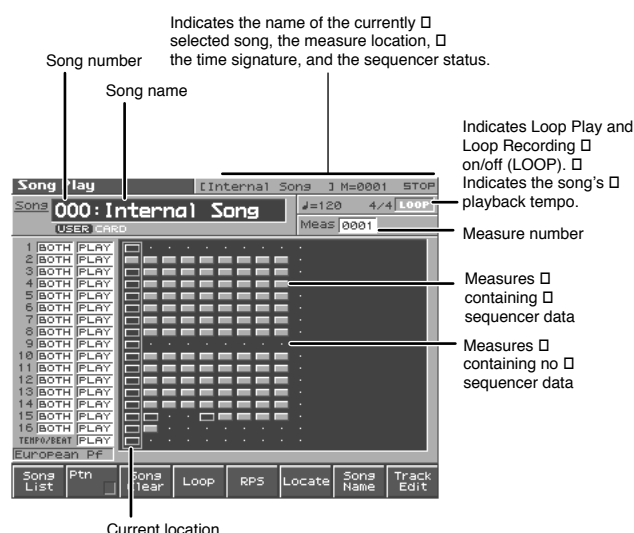 Indicates the name of the currently
selected song, the measure location,
the time signature, and the sequencer status.
Song number
Song name
Indicates Loop Play and
Loop Recording
on/off (LOOP).
Indicates the song's
playback tempo.
Measure number
Measures
containing
sequencer data
Measures
containing no
sequencer data
Song Play [Internal Song ] M=0001 STOP
Song 000:Internal Song ♩=120 4/4 LOOP
USER CARD Meas 0001
1 BOTH PLAY
2 BOTH PLAY
3 BOTH PLAY
4 BOTH PLAY
5 BOTH PLAY
6 BOTH PLAY
7 BOTH PLAY
8 BOTH PLAY
9 BOTH PLAY
10 BOTH PLAY
11 BOTH PLAY
12 BOTH PLAY
13 BOTH PLAY
14 BOTH PLAY
15 BOTH PLAY
16 BOTH PLAY
TEMPO/BEAT PLAY
European Pf
Song List Ptn Song Clear Loop RPS Locate Song Name Track Edit
Current location